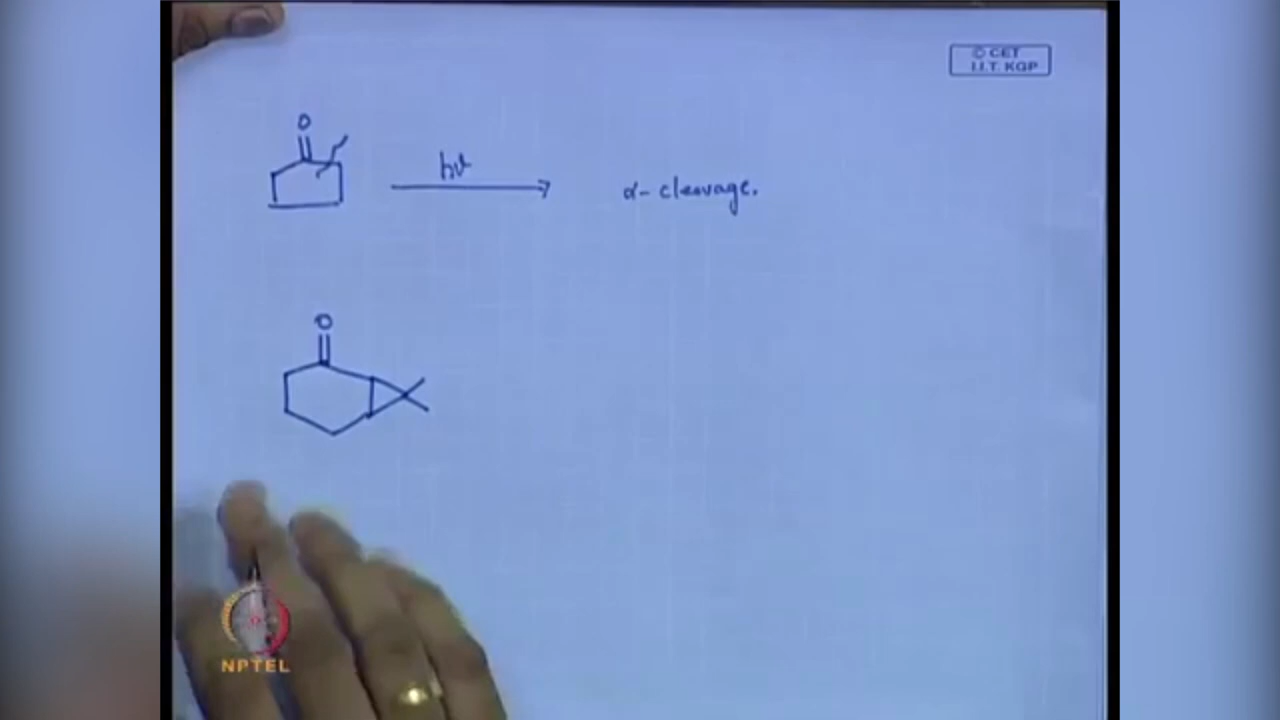 © CET
I.I.T. KGP
O
hν
α- cleavage.
O
NPTEL